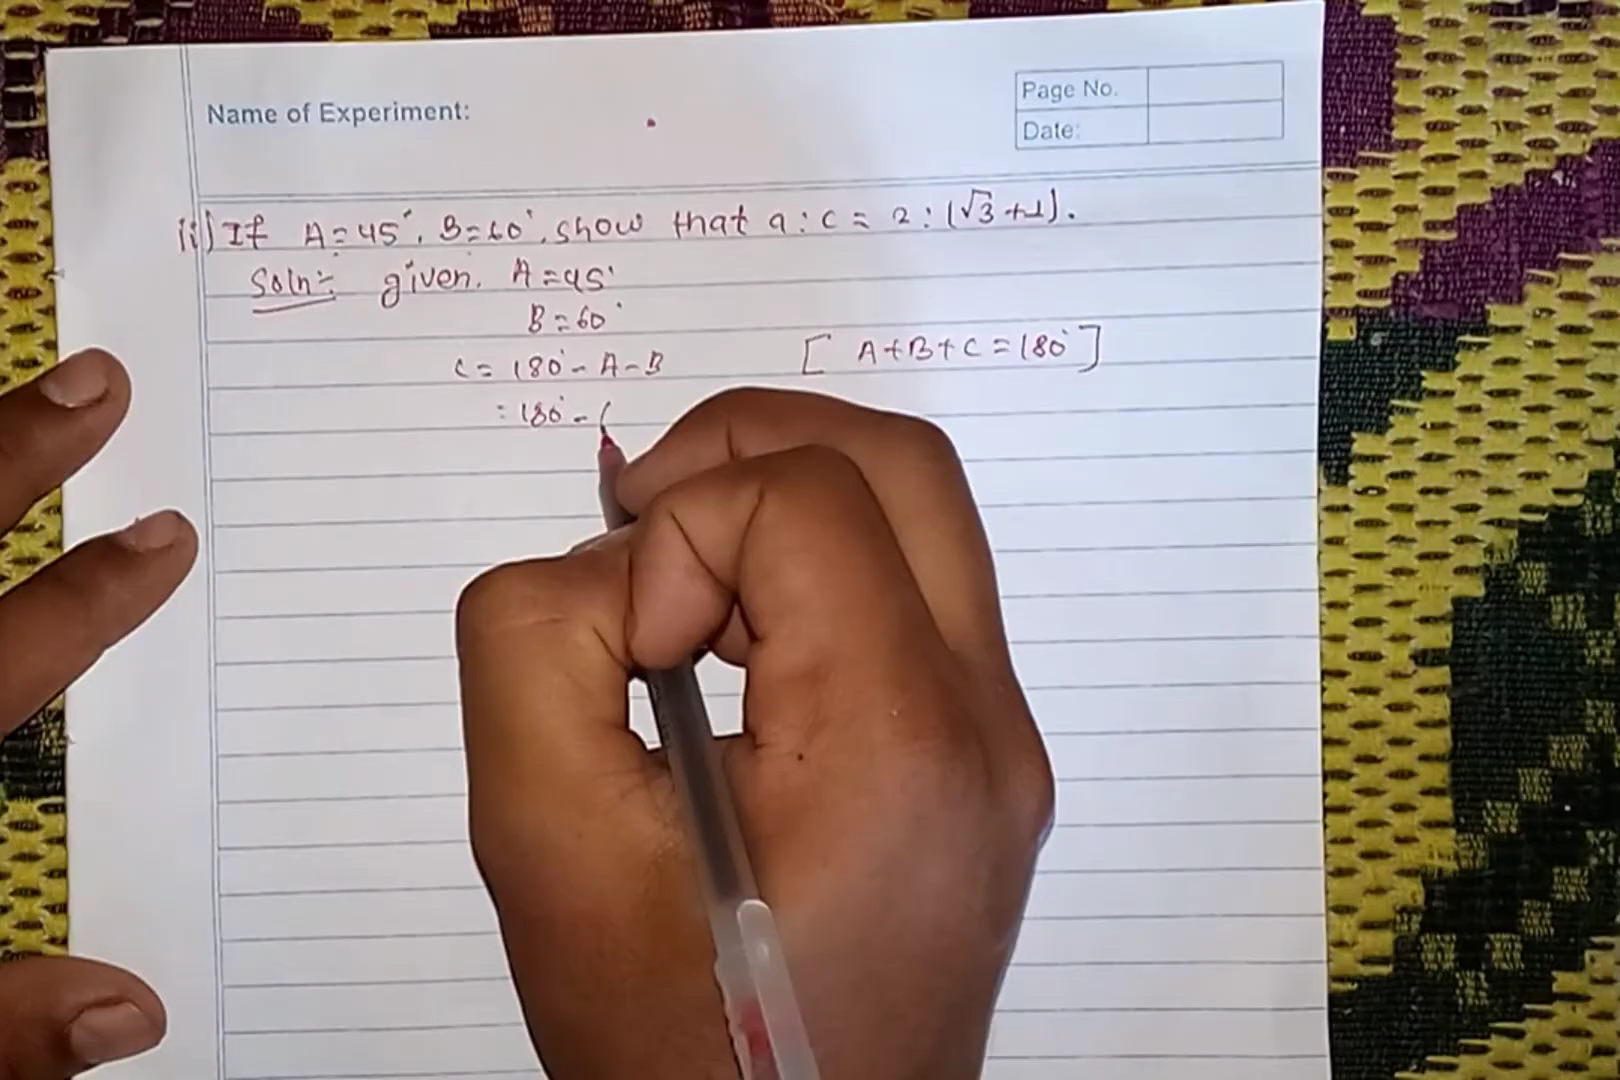 Name of Experiment:
Page No.
Date:
ii) If A = 45°, B = 60°, show that a : c = 2 : (√3 + 1).
Soln:- given, A = 45°
B = 60°
C = 180° - A - B [ A + B + C = 180° ]
= 180° - (